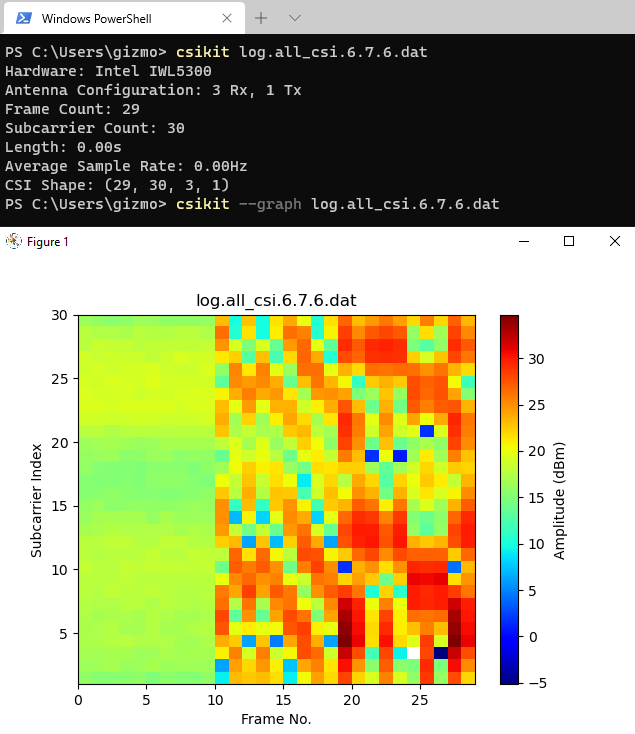 Windows PowerShell
PS C:\Users\gizmo> csikit log.all_csi.6.7.6.dat
Hardware: Intel IWL5300
Antenna Configuration: 3 Rx, 1 Tx
Frame Count: 29
Subcarrier Count: 30
Length: 0.00s
Average Sample Rate: 0.00Hz
CSI Shape: (29, 30, 3, 1)
PS C:\Users\gizmo> csikit --graph log.all_csi.6.7.6.dat
Figure 1
log.all_csi.6.7.6.dat
30
25
20
15
10
5
Subcarrier Index
0 5 10 15 20 25
Frame No.
30
25
20
15
10
5
0
−5
Amplitude (dBm)